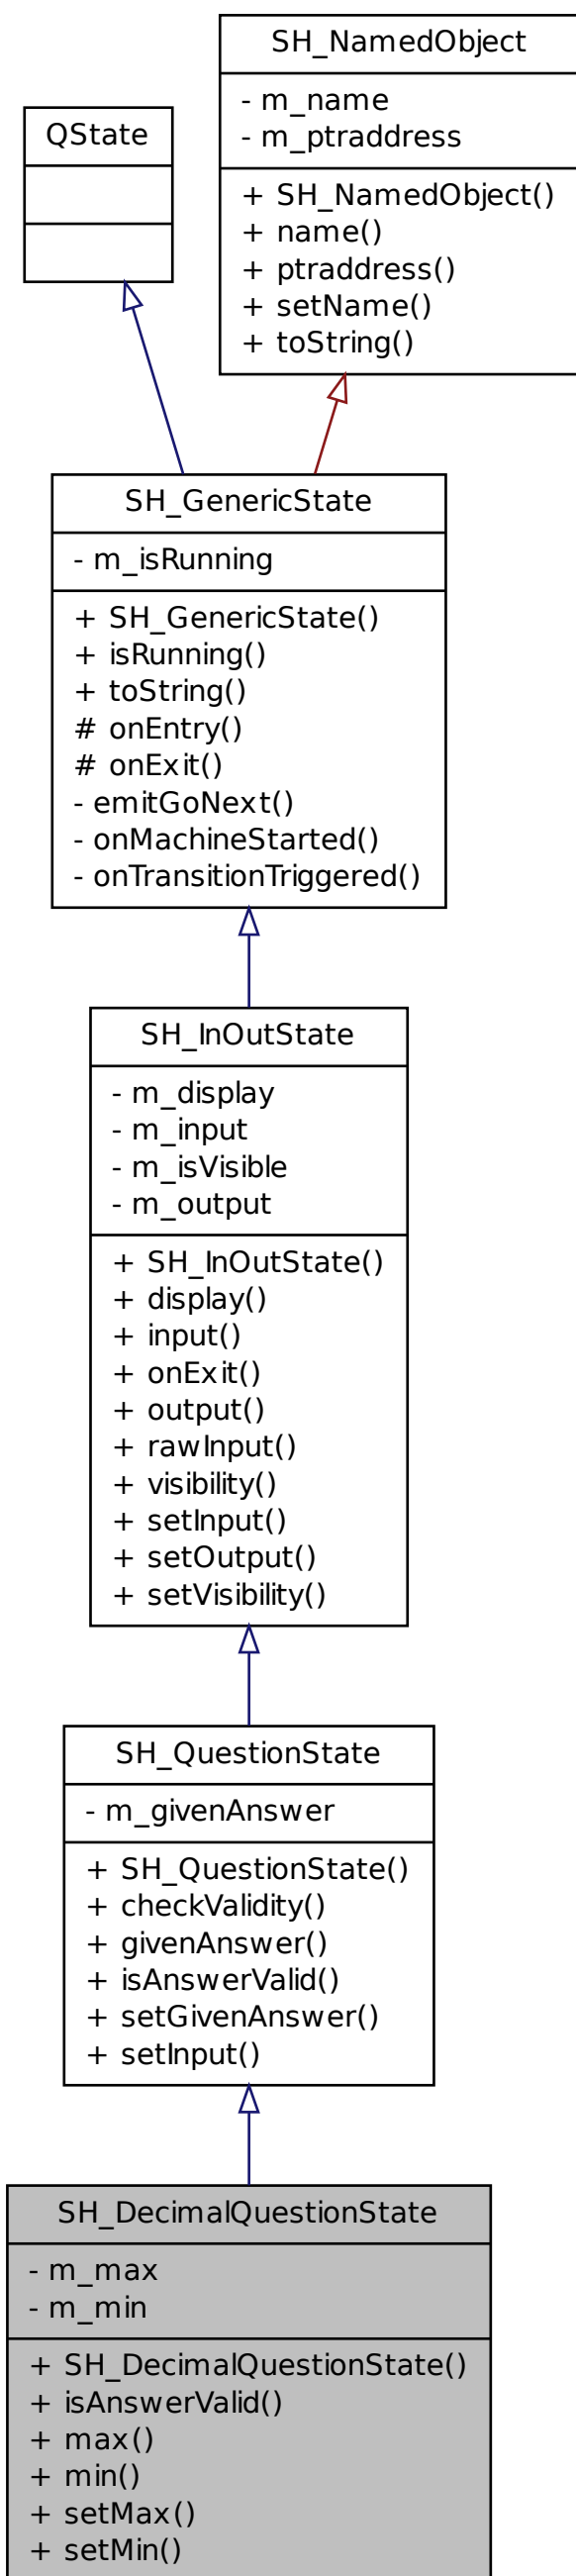 SH_NamedObject
- m_name
- m_ptraddress
+ SH_NamedObject()
+ name()
+ ptraddress()
+ setName()
+ toString()
QState
SH_GenericState
- m_isRunning
+ SH_GenericState()
+ isRunning()
+ toString()
# onEntry()
# onExit()
- emitGoNext()
- onMachineStarted()
- onTransitionTriggered()
SH_InOutState
- m_display
- m_input
- m_isVisible
- m_output
+ SH_InOutState()
+ display()
+ input()
+ onExit()
+ output()
+ rawInput()
+ visibility()
+ setInput()
+ setOutput()
+ setVisibility()
SH_QuestionState
- m_givenAnswer
+ SH_QuestionState()
+ checkValidity()
+ givenAnswer()
+ isAnswerValid()
+ setGivenAnswer()
+ setInput()
SH_DecimalQuestionState
- m_max
- m_min
+ SH_DecimalQuestionState()
+ isAnswerValid()
+ max()
+ min()
+ setMax()
+ setMin()